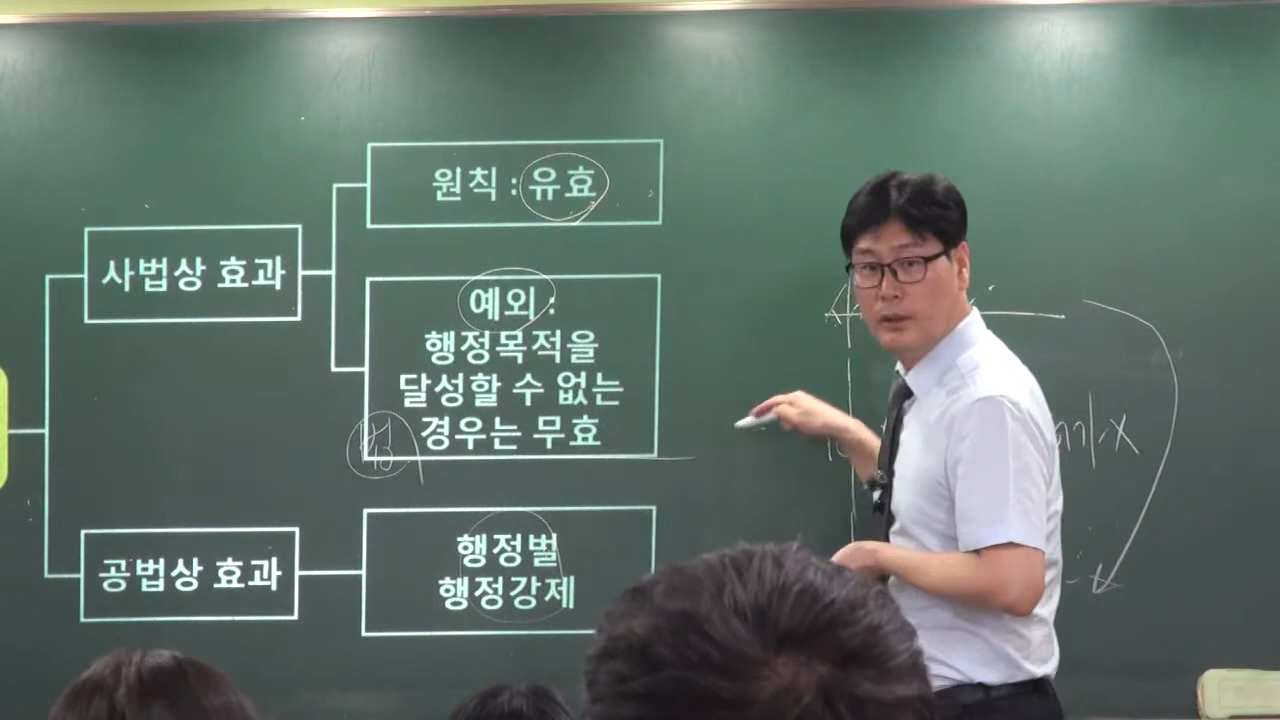 사법상 효과
원칙 : 유효
예외 :
행정목적을
달성할 수 없는
경우는 무효
공법상 효과
행정벌
행정강제